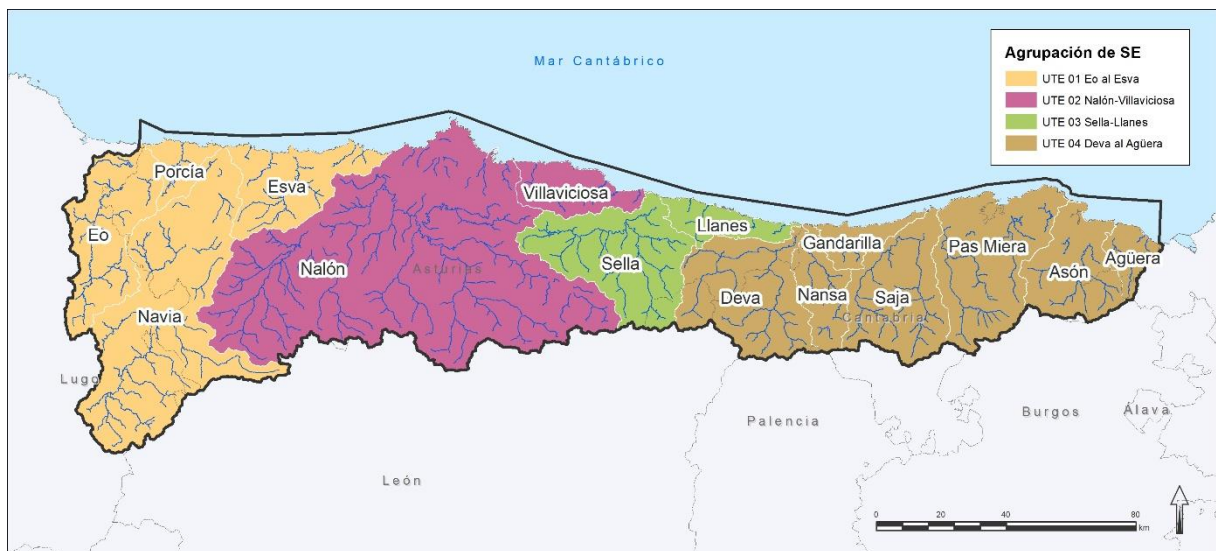 Mar Cantábrico
Agrupación de SE
UTE 01 Eo al Esva
UTE 02 Nalón-Villaviciosa
UTE 03 Sella-Llanes
UTE 04 Deva al Agüera
Porcía
Esva
Villaviciosa
Eo
Llanes
Gandarilla
Pas Miera
Agüera
Nalón
Asturias
Sella
Asón
Navia
Deva
Nansa
Saja
Cantabria
Lugo
Palencia
Burgos
Álava
León
0 20 40 60 80
km